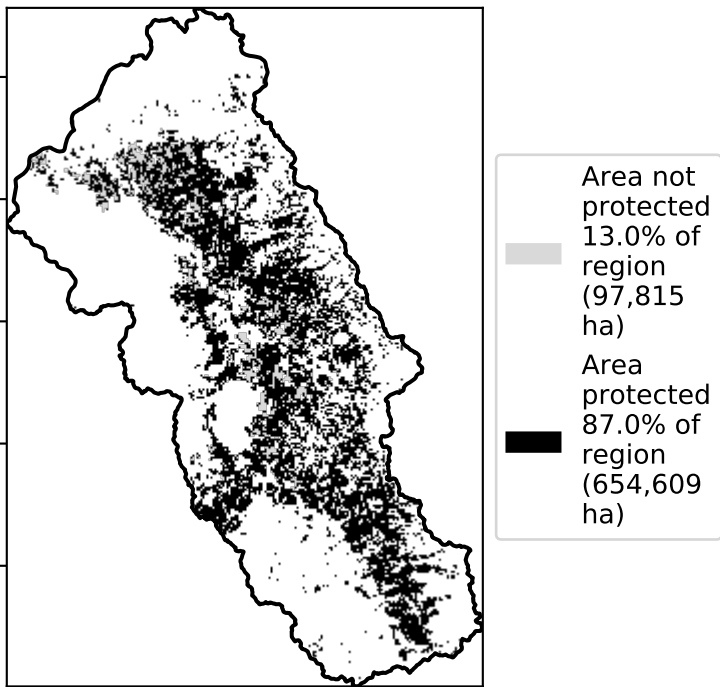 Area not
protected
13.0% of
region
(97,815
ha)
Area
protected
87.0% of
region
(654,609
ha)